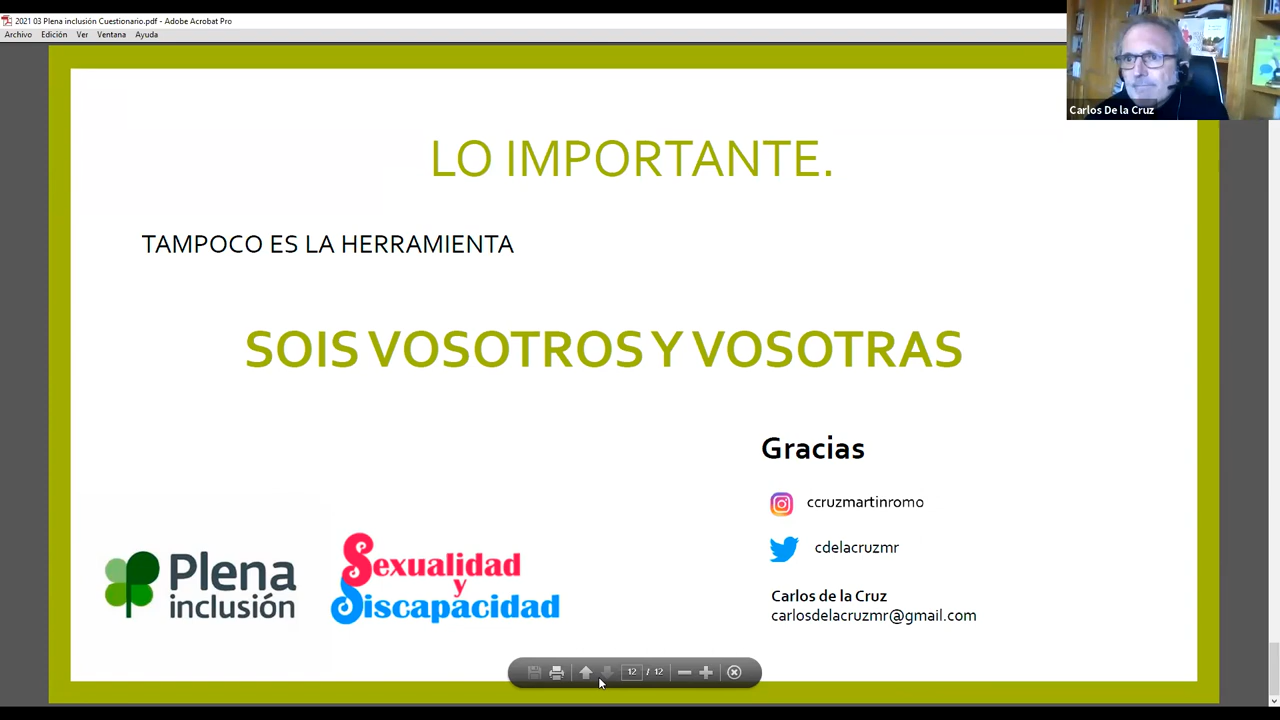 2021 03 Plena inclusión Cuestionario.pdf - Adobe Acrobat Pro
Archivo Edición Ver Ventana Ayuda
Carlos De la Cruz
LO IMPORTANTE.
TAMPOCO ES LA HERRAMIENTA
SOIS VOSOTROS Y VOSOTRAS
Gracias
ccruzmartinromo
cdelacruzmr
Carlos de la Cruz
carlosdelacruzmr@gmail.com
Plena
inclusión
Sexualidad
y
Discapacidad
12 / 12